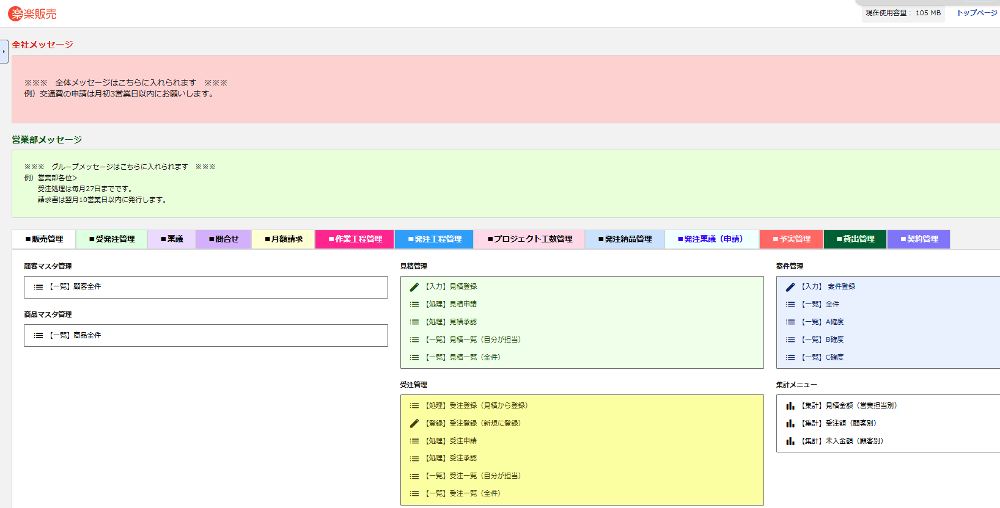 楽楽販売
現在使用容量： 105 MB　トップページ
全社メッセージ
※※※　全体メッセージはこちらに入れられます　※※※
例）交通費の申請は月初3営業日以内にお願いします。
営業部メッセージ
※※※　グループメッセージはこちらに入れられます　※※※
例）営業部各位＞
受注処理は毎月27日までです。
請求書は翌月10営業日以内に発行します。
■販売管理　■受発注管理　■稟議　■問合せ　■月額請求　■作業工程管理　■発注工程管理　■プロジェクト工数管理　■発注納品管理　■発注稟議（申請）　■予実管理　■貸出管理　■契約管理
顧客マスタ管理
【一覧】顧客全件
商品マスタ管理
【一覧】商品全件
見積管理
【入力】見積登録
【処理】見積申請
【処理】見積承認
【一覧】見積一覧（自分が担当）
【一覧】見積一覧（全件）
受注管理
【処理】受注登録（見積から登録）
【登録】受注登録（新規に登録）
【処理】受注申請
【処理】受注承認
【一覧】受注一覧（自分が担当）
【一覧】受注一覧（全件）
案件管理
【入力】 案件登録
【一覧】全件
【一覧】A確度
【一覧】B確度
【一覧】C確度
集計メニュー
【集計】見積金額（営業担当別）
【集計】受注額（顧客別）
【集計】未入金額（顧客別）